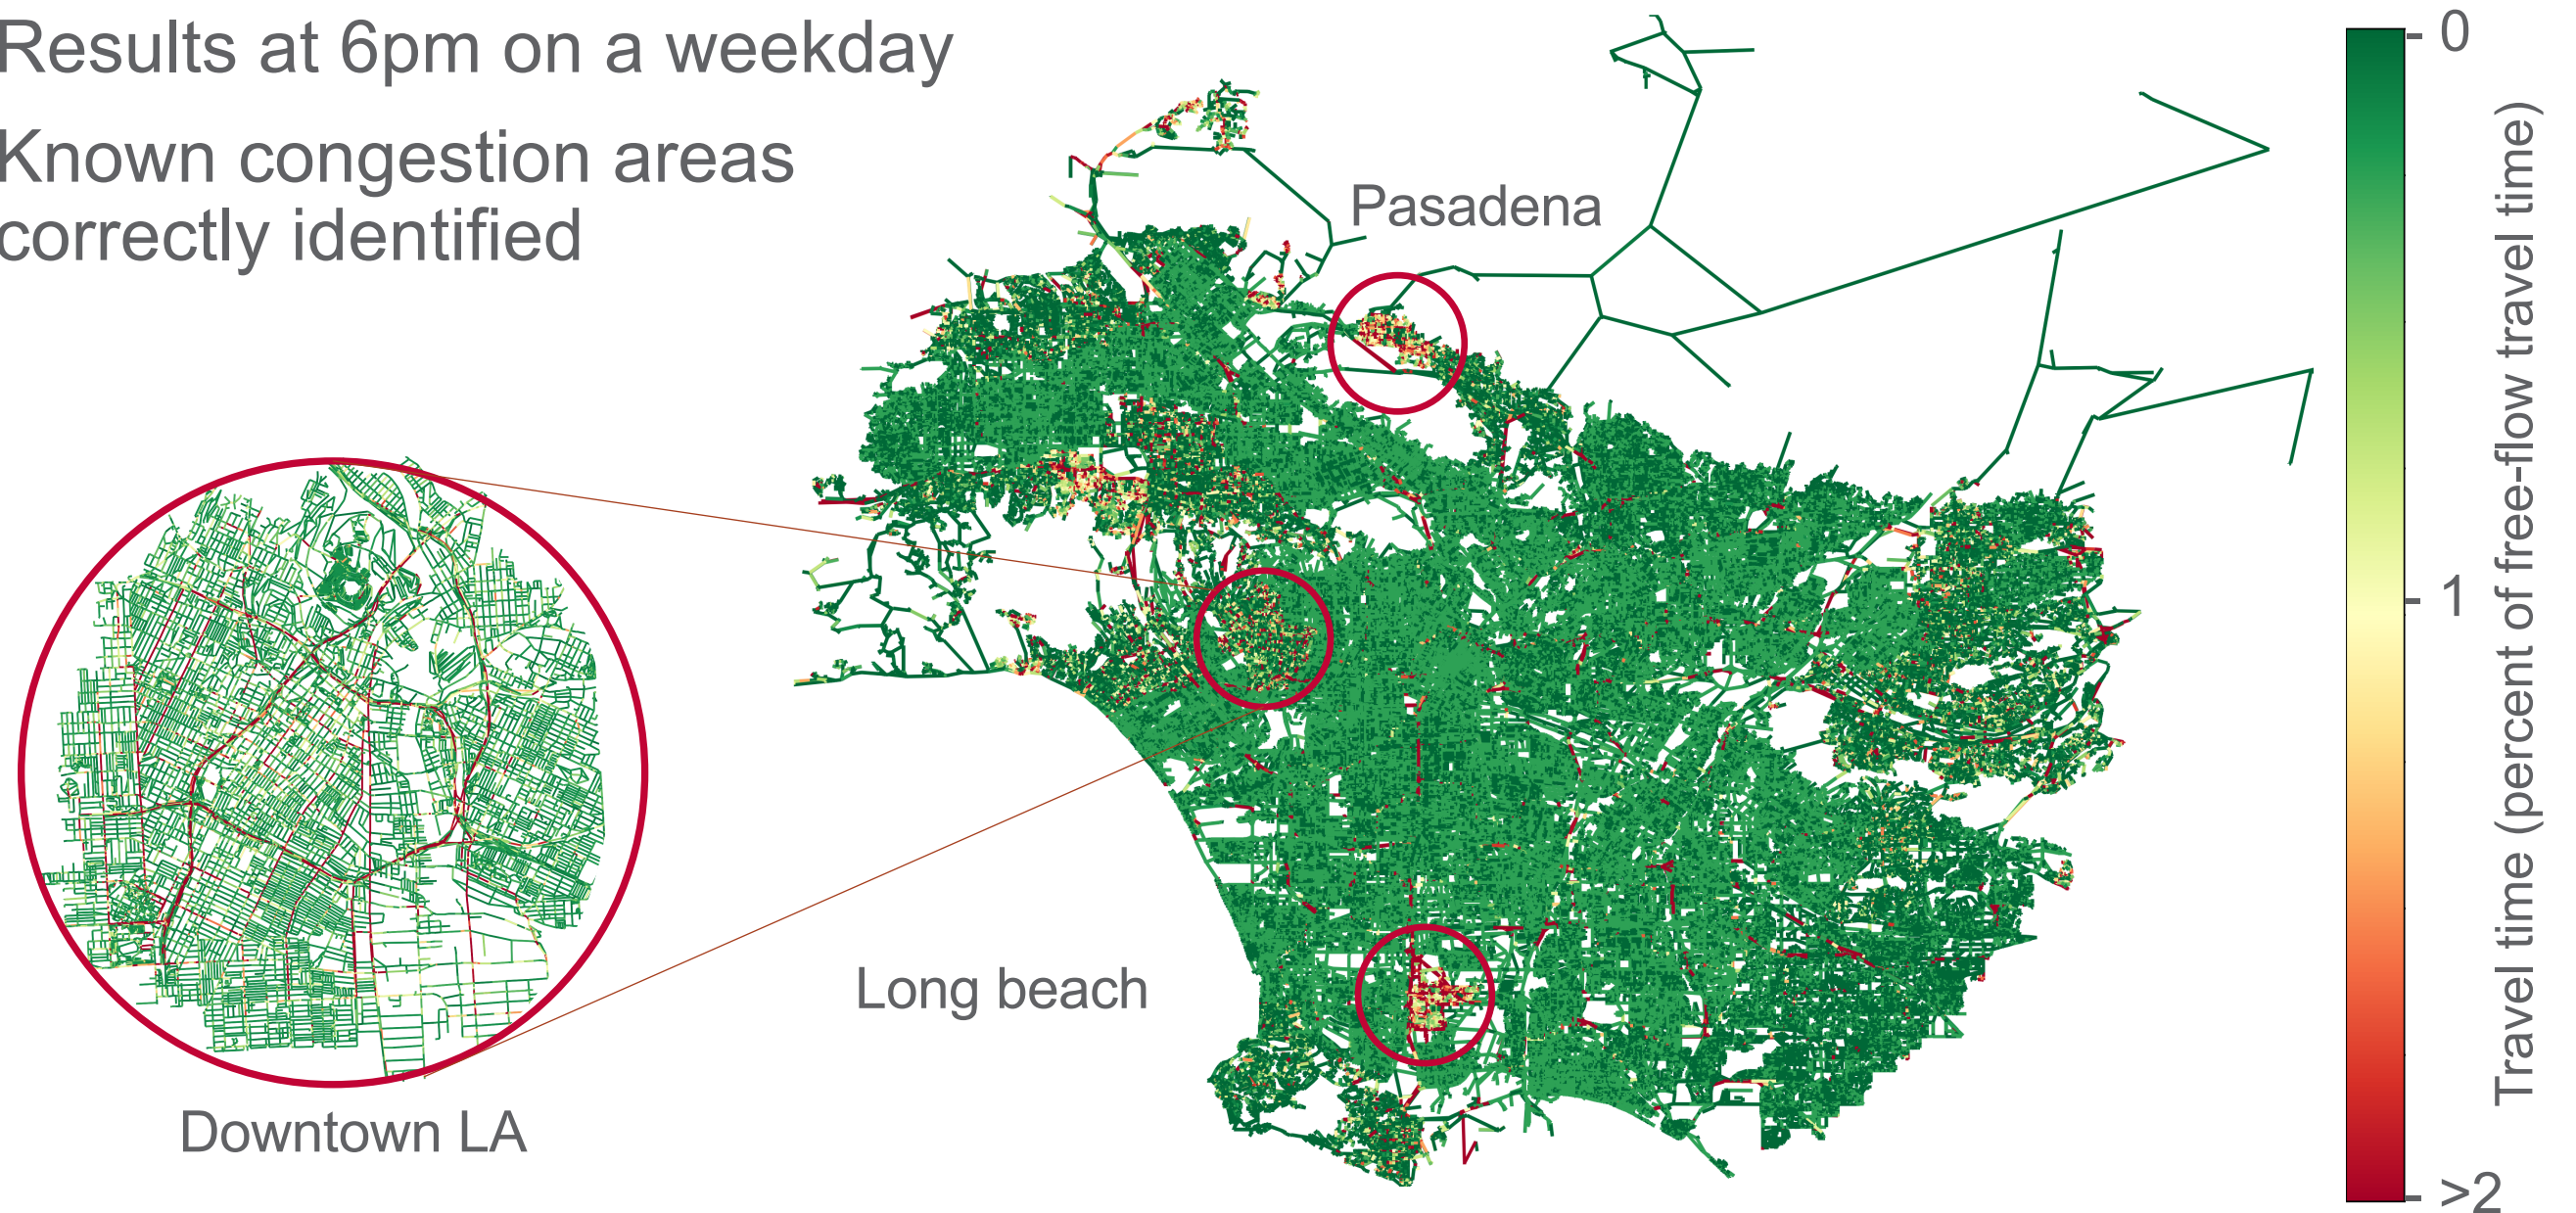 Results at 6pm on a weekday
Known congestion areas
correctly identified
Pasadena
Long beach
Downtown LA
0
1
>2
Travel time (percent of free-flow travel time)